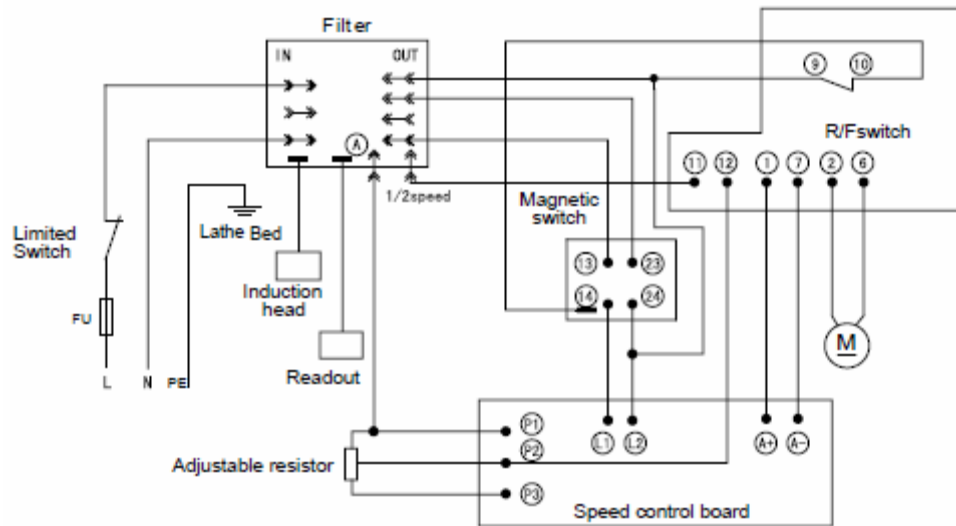 Filter
IN OUT
9 10
R/Fswitch
A
11 12 1 7 2 6
1/2speed
Magnetic
switch
Lathe Bed
Limited
Switch
13 23
Induction
head
14 24
FU
M
Readout
L N PE
P1
L1 L2 A+ A-
P2
Adjustable resistor
P3
Speed control board